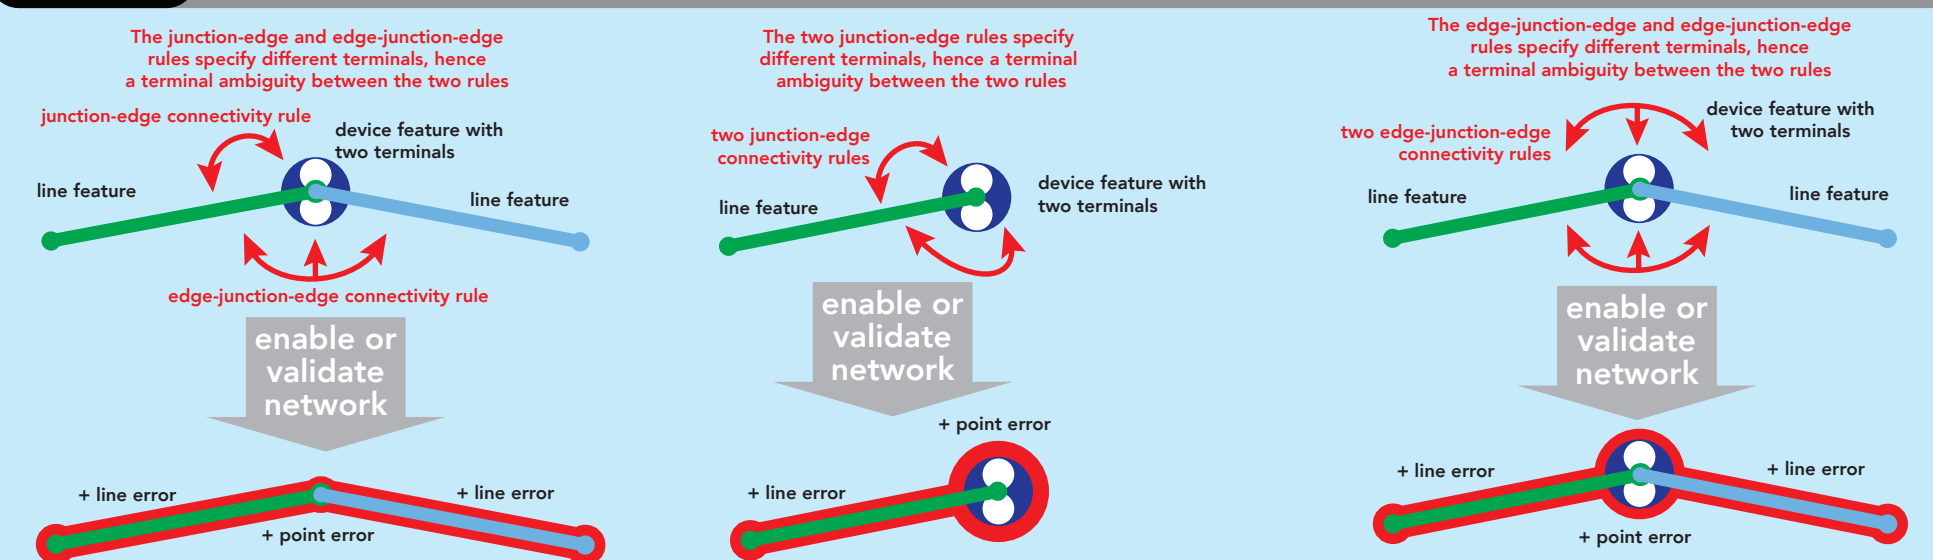 The junction-edge and edge-junction-edge
rules specify different terminals, hence
a terminal ambiguity between the two rules
junction-edge connectivity rule
device feature with
two terminals
line feature
line feature
edge-junction-edge connectivity rule
enable or
validate
network
+ line error
+ line error
+ point error
The two junction-edge rules specify
different terminals, hence a terminal
ambiguity between the two rules
two junction-edge
connectivity rules
device feature with
two terminals
line feature
enable or
validate
network
+ point error
+ line error
The edge-junction-edge and edge-junction-edge
rules specify different terminals, hence
a terminal ambiguity between the two rules
device feature with
two terminals
two edge-junction-edge
connectivity rules
line feature
line feature
enable or
validate
network
+ line error
+ line error
+ point error